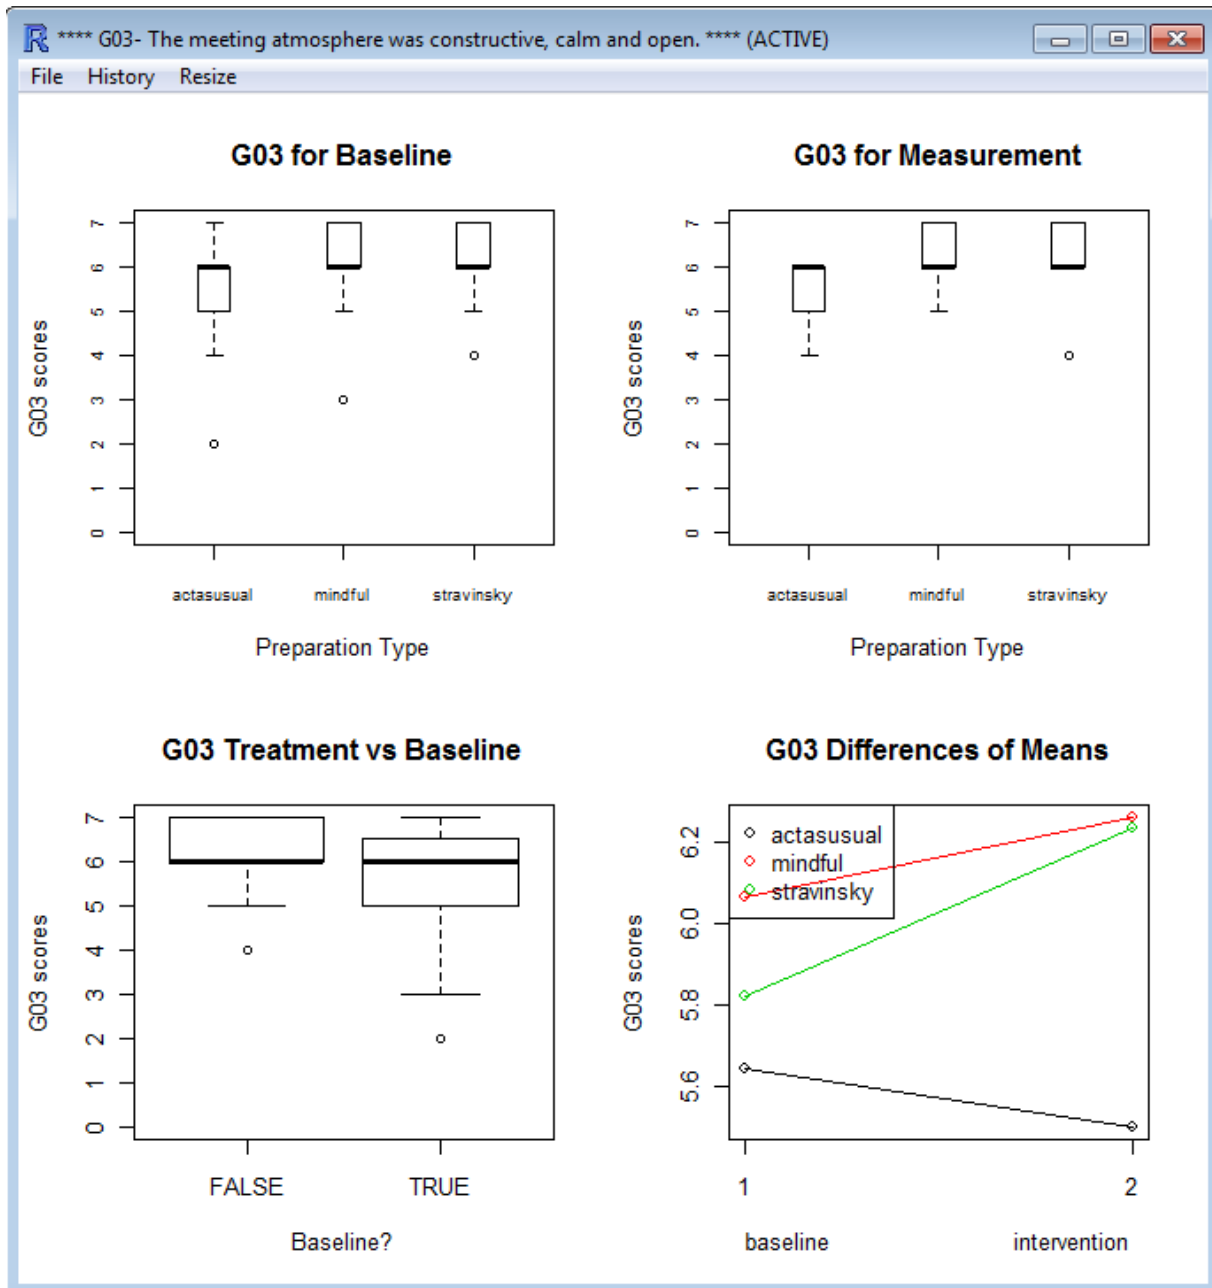 **** G03- The meeting atmosphere was constructive, calm and open. **** (ACTIVE)
File History Resize
G03 for Baseline
G03 scores
7
6
5
4
3
2
1
0
actasusual mindful stravinsky
Preparation Type
G03 for Measurement
G03 scores
7
6
5
4
3
2
1
0
actasusual mindful stravinsky
Preparation Type
G03 Treatment vs Baseline
G03 scores
7
6
5
4
3
2
1
0
FALSE TRUE
Baseline?
G03 Differences of Means
G03 scores
6.2
6.0
5.8
5.6
actasusual
mindful
stravinsky
1 2
baseline intervention